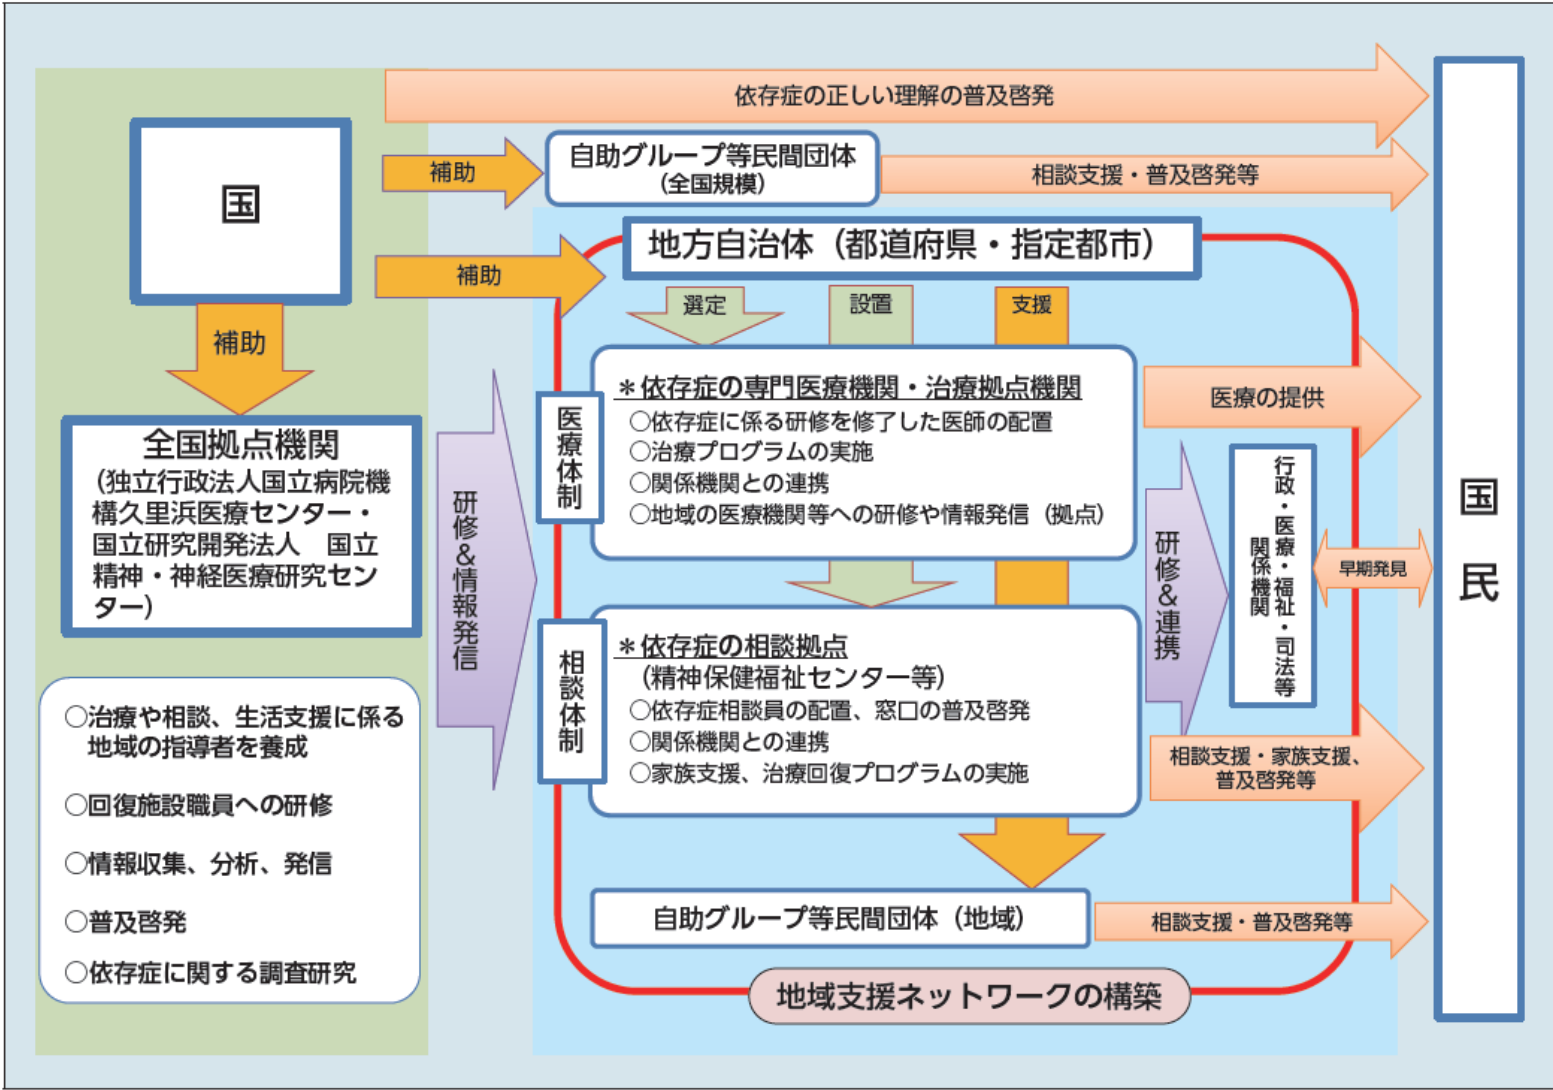 依存症の正しい理解の普及啓発
国
補助
自助グループ等民間団体
（全国規模）
相談支援・普及啓発等
補助
地方自治体（都道府県・指定都市）
補助
選定
設置
支援
全国拠点機関
（独立行政法人国立病院機
構久里浜医療センター・
国立研究開発法人　国立
精神・神経医療研究セン
ター）
研修＆情報発信
医療体制
＊依存症の専門医療機関・治療拠点機関
○依存症に係る研修を修了した医師の配置
○治療プログラムの実施
○関係機関との連携
○地域の医療機関等への研修や情報発信（拠点）
医療の提供
研修＆連携
行政・医療・福祉・司法等
関係機関
早期発見
国民
相談体制
＊依存症の相談拠点
（精神保健福祉センター等）
○依存症相談員の配置、窓口の普及啓発
○関係機関との連携
○家族支援、治療回復プログラムの実施
相談支援・家族支援、
普及啓発等
○治療や相談、生活支援に係る
地域の指導者を養成
○回復施設職員への研修
○情報収集、分析、発信
○普及啓発
○依存症に関する調査研究
自助グループ等民間団体（地域）
相談支援・普及啓発等
地域支援ネットワークの構築